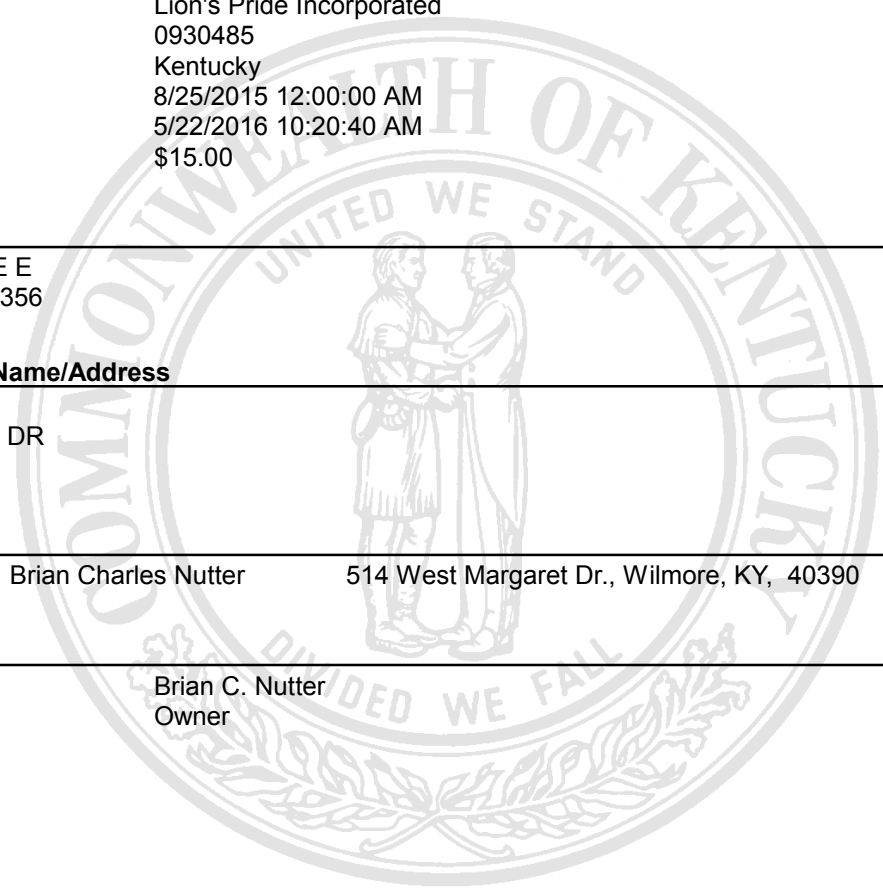 Lion's Pride Incorporated
0930485
Kentucky
8/25/2015 12:00:00 AM
5/22/2016 10:20:40 AM
$15.00
E E
356
Name/Address
DR
Brian Charles Nutter 514 West Margaret Dr., Wilmore, KY, 40390
Brian C. Nutter
Owner
COMMONWEALTH OF KENTUCKY
UNITED WE STAND
DIVIDED WE FALL